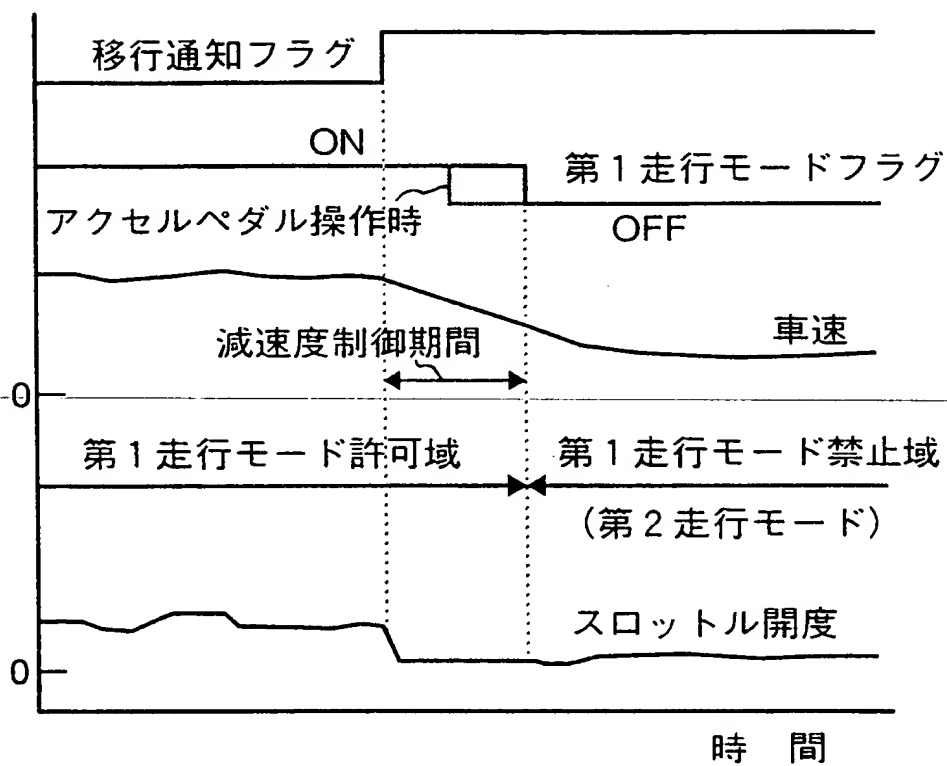 移行通知フラグ
ON
第1走行モードフラグ
アクセルペダル操作時
OFF
車速
減速度制御期間
0
第1走行モード許可域
第1走行モード禁止域
(第2走行モード)
スロットル開度
0
時 間